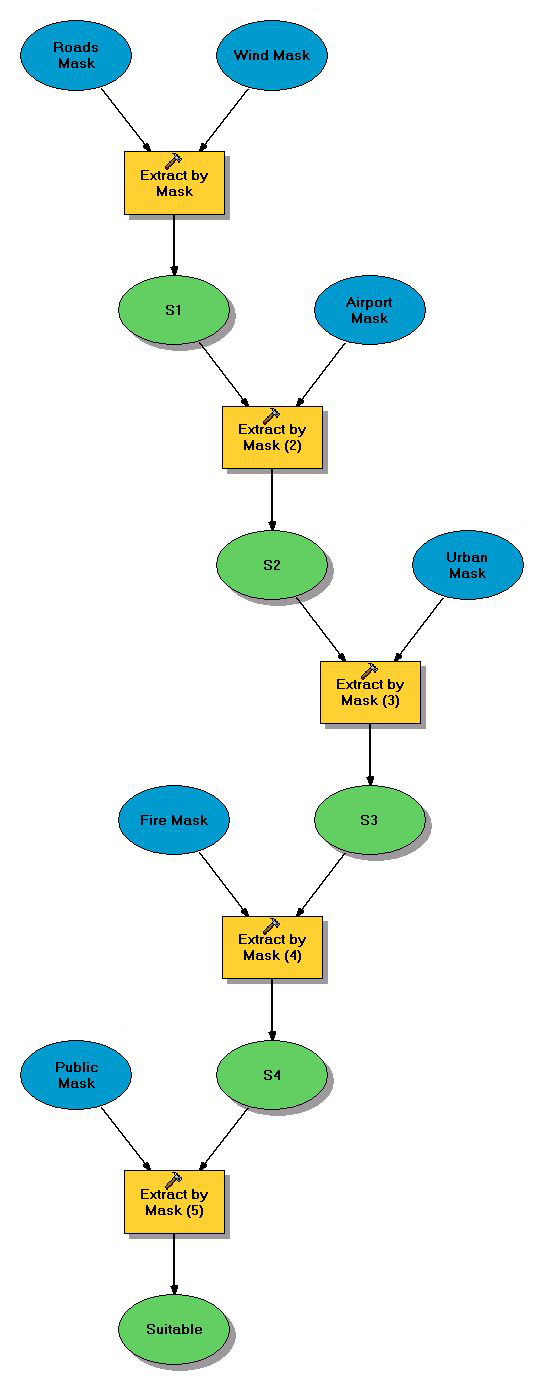 Roads
Mask
Wind Mask
Extract by
Mask
S1
Airport
Mask
Extract by
Mask (2)
S2
Urban
Mask
Extract by
Mask (3)
Fire Mask
S3
Extract by
Mask (4)
Public
Mask
S4
Extract by
Mask (5)
Suitable